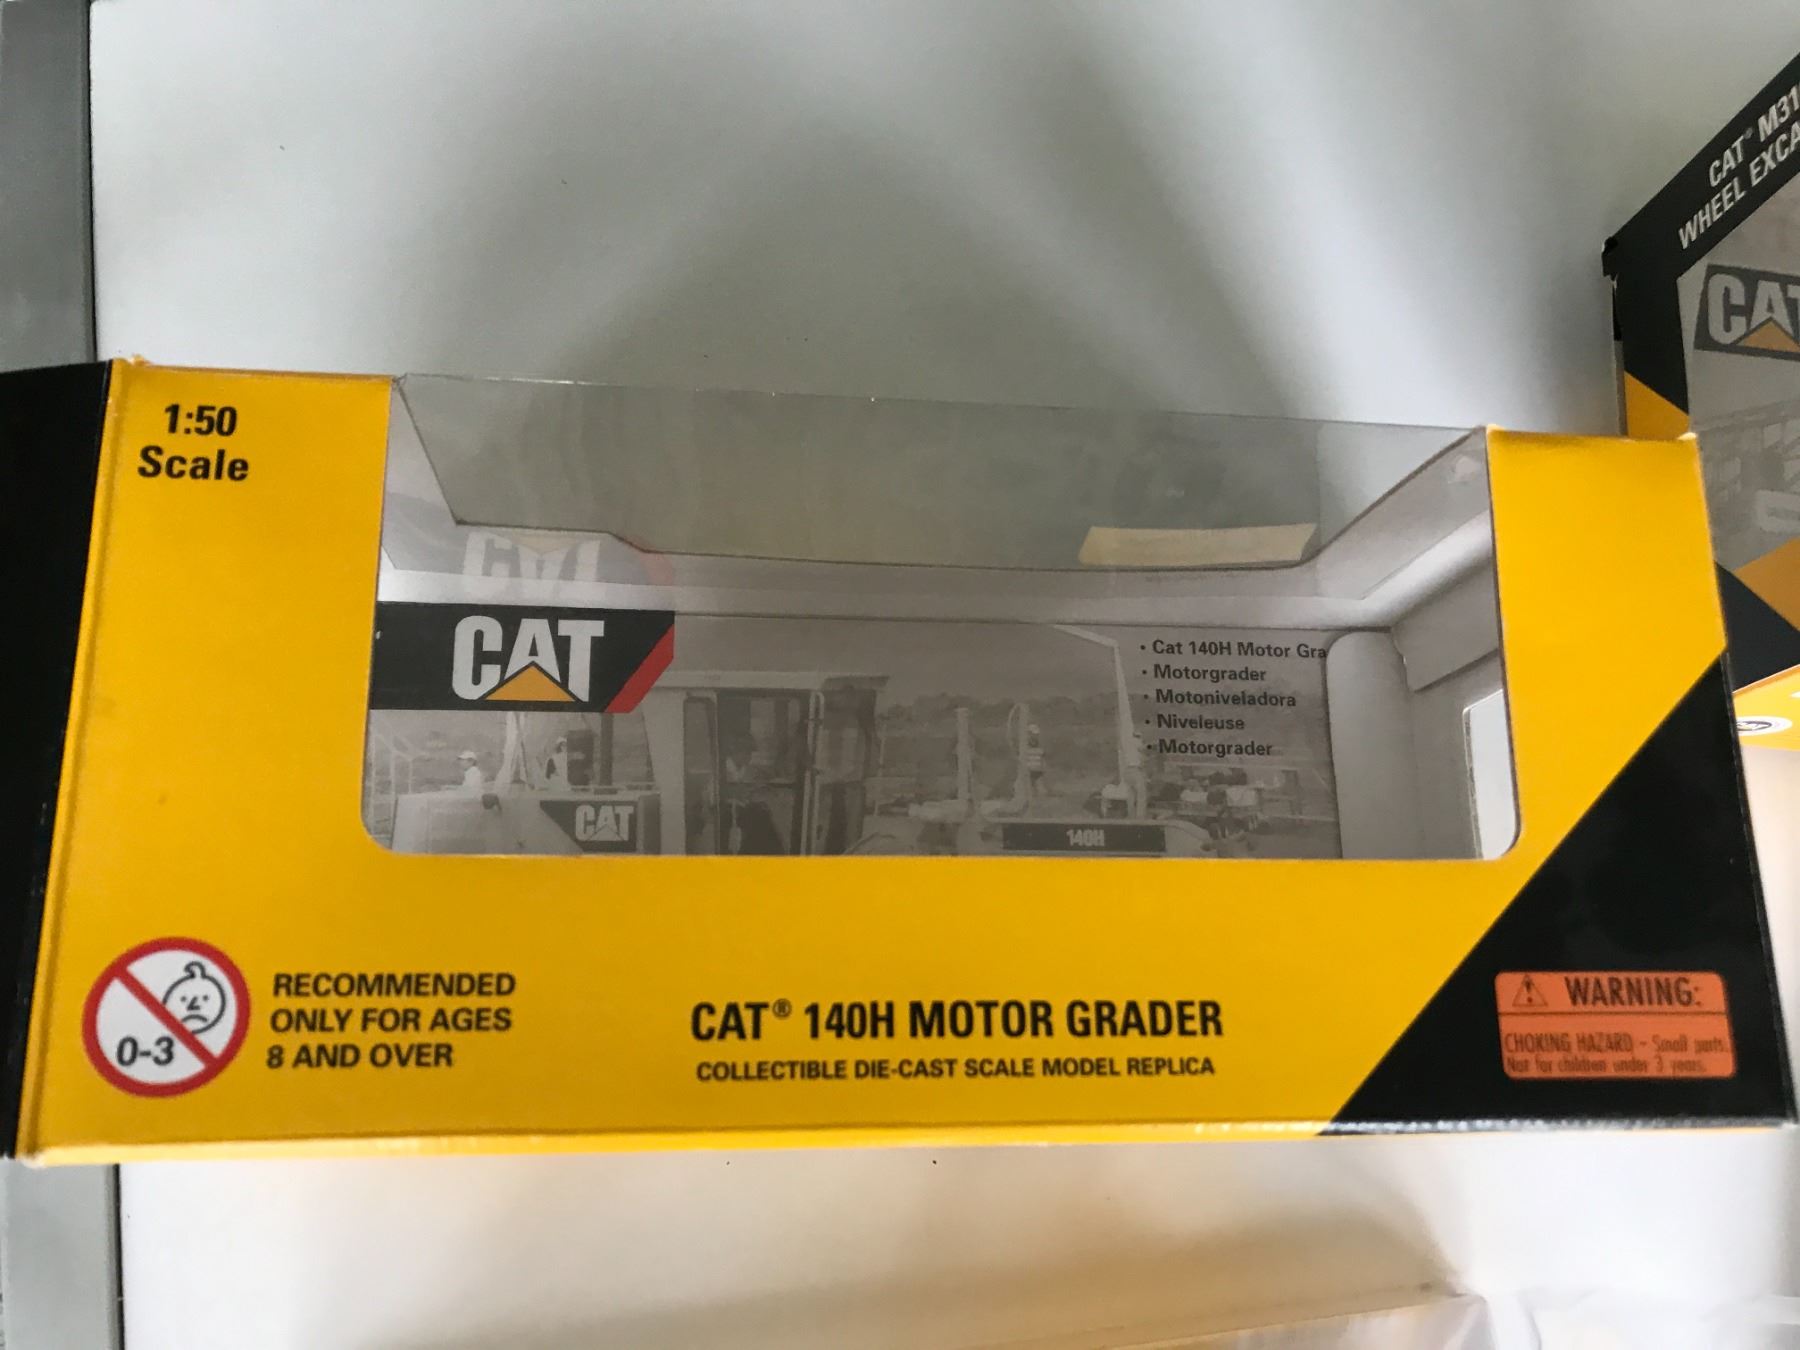 1:50
Scale
CAT
• Cat 140H Motor Gra
• Motorgrader
• Motoniveladora
• Niveleuse
• Motorgrader
CAT
140H
0-3
RECOMMENDED
ONLY FOR AGES
8 AND OVER
CAT® 140H MOTOR GRADER
COLLECTIBLE DIE-CAST SCALE MODEL REPLICA
WARNING:
CHOKING HAZARD - Small parts.
Not for children under 3 years.
CAT® M31
WHEEL EXCA
CAT